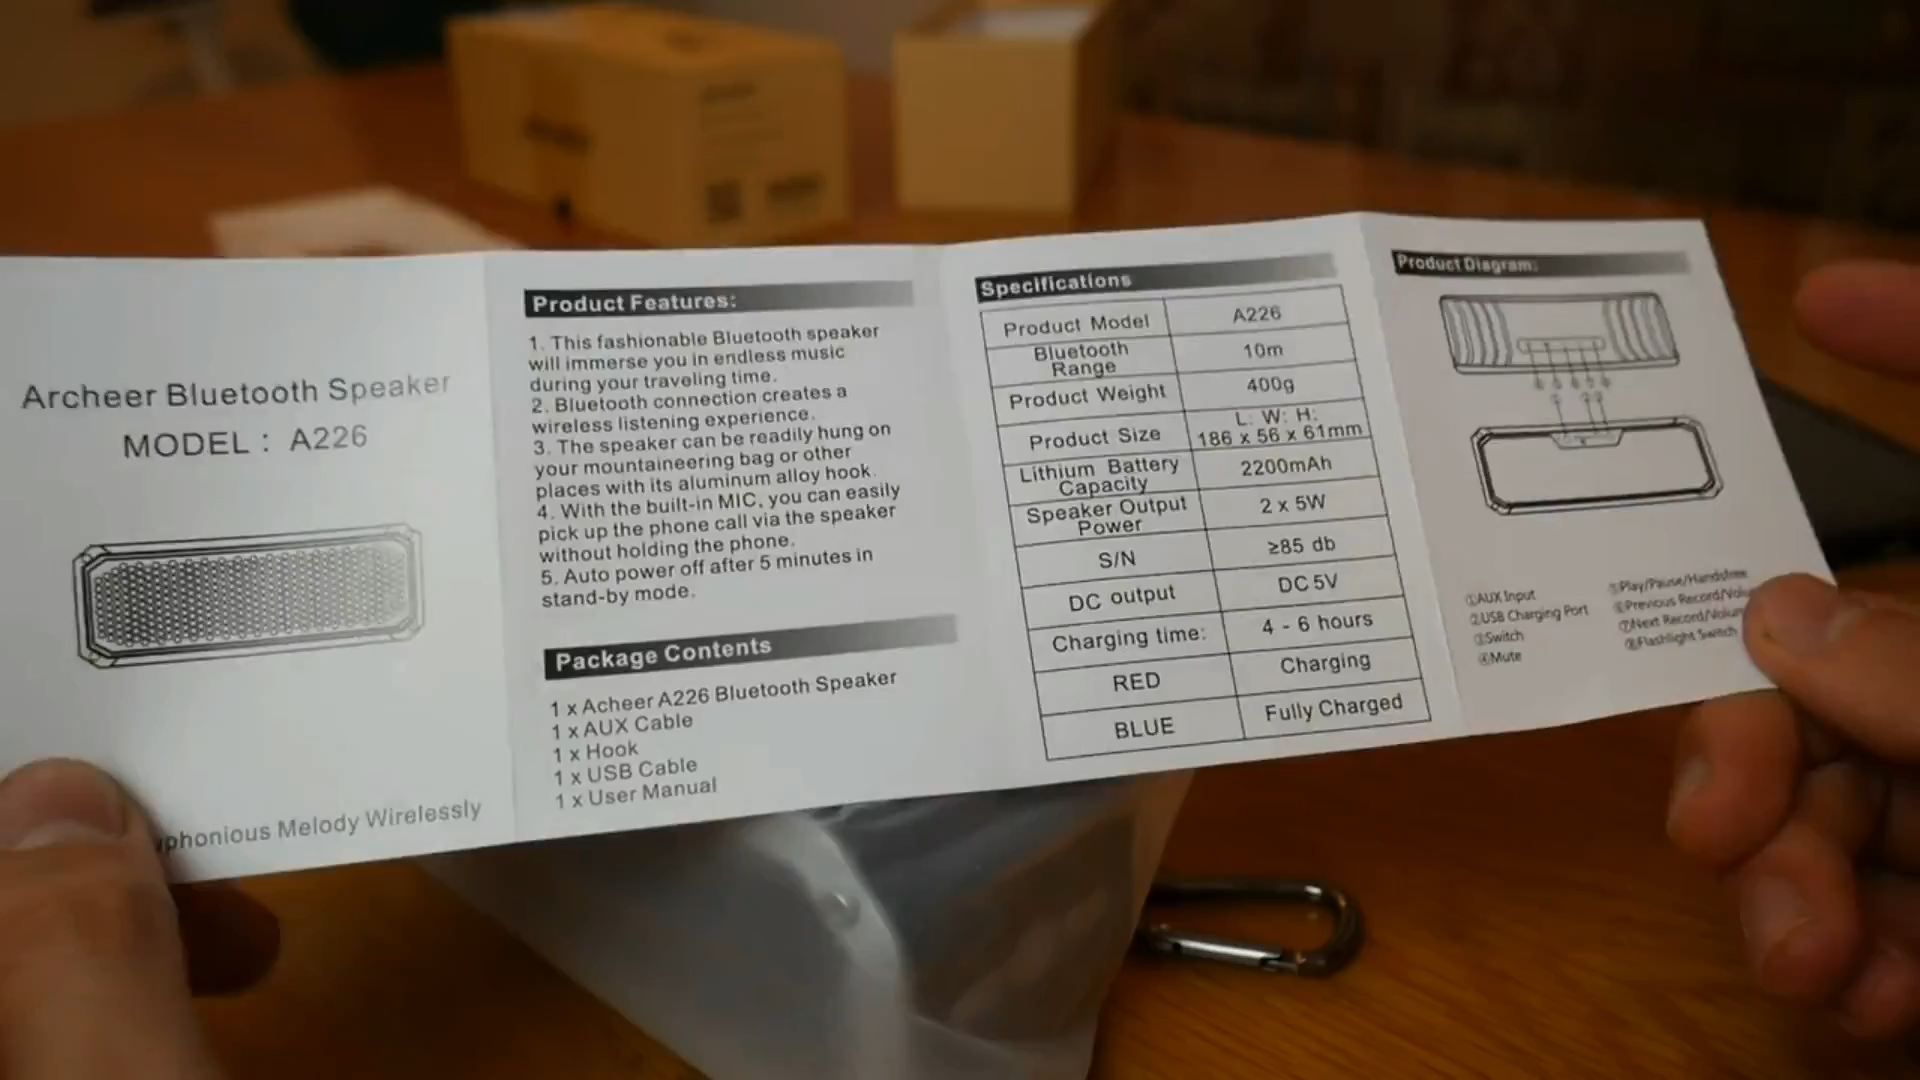 Archeer Bluetooth Speaker
MODEL : A226
Melody Wirelessly
Product Features:
1. This fashionable Bluetooth speaker
will immerse you in endless music
during your traveling time.
2. Bluetooth connection creates a
wireless listening experience.
3. The speaker can be readily hung on
your mountaineering bag or other
places with its aluminum alloy hook.
4. With the built-in MIC, you can easily
pick up the phone call via the speaker
without holding the phone.
5. Auto power off after 5 minutes in
stand-by mode.
Package Contents
1 x Acheer A226 Bluetooth Speaker
1 x AUX Cable
1 x Hook
1 x USB Cable
1 x User Manual
Specifications
Product Model A226
Bluetooth
Range 10m
Product Weight 400g
Product Size L: W: H:
186 x 56 x 61mm
Lithium Battery
Capacity 2200mAh
Speaker Output
Power 2 x 5W
S/N ≥85 db
DC output DC 5V
Charging time: 4 - 6 hours
RED Charging
BLUE Fully Charged
Product Diagram:
①AUX Input
②USB Charging Port
③Switch
④Mute
⑤Play/Pause/Handsfree
⑥Previous
⑦Next
⑧Flashlight Switch